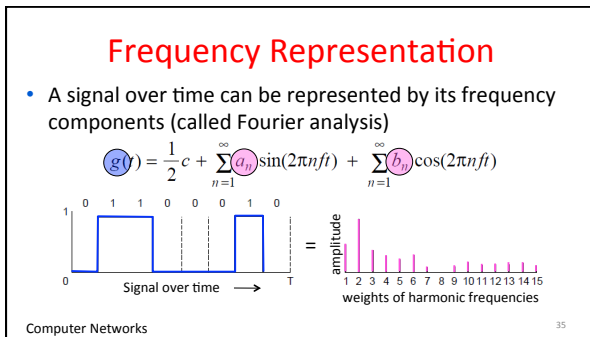 Frequency Representation
• A signal over time can be represented by its frequency
components (called Fourier analysis)
g(t) = 1/2 c + ∑_{n=1}^{∞} a_n sin(2πnft) + ∑_{n=1}^{∞} b_n cos(2πnft)
0 1 1 0 0 0 1 0
1
0
T
Signal over time
=
amplitude
1 2 3 4 5 6 7 8 9 10 11 12 13 14 15
weights of harmonic frequencies
Computer Networks
35